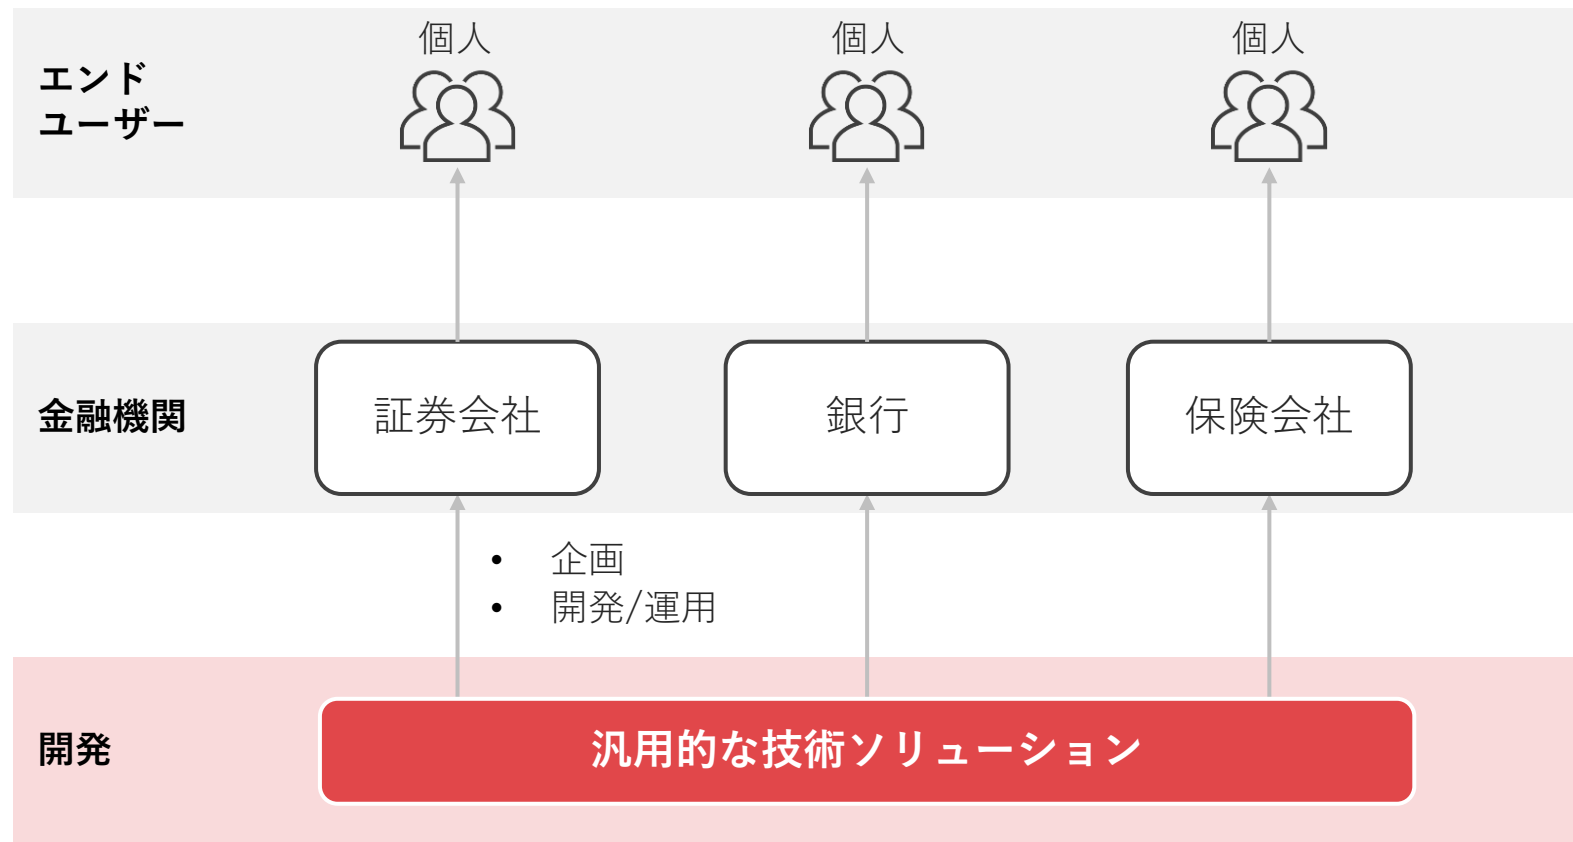 個人
個人
個人
エンド
ユーザー
金融機関
証券会社
銀行
保険会社
• 企画
• 開発/運用
開発
汎用的な技術ソリューション